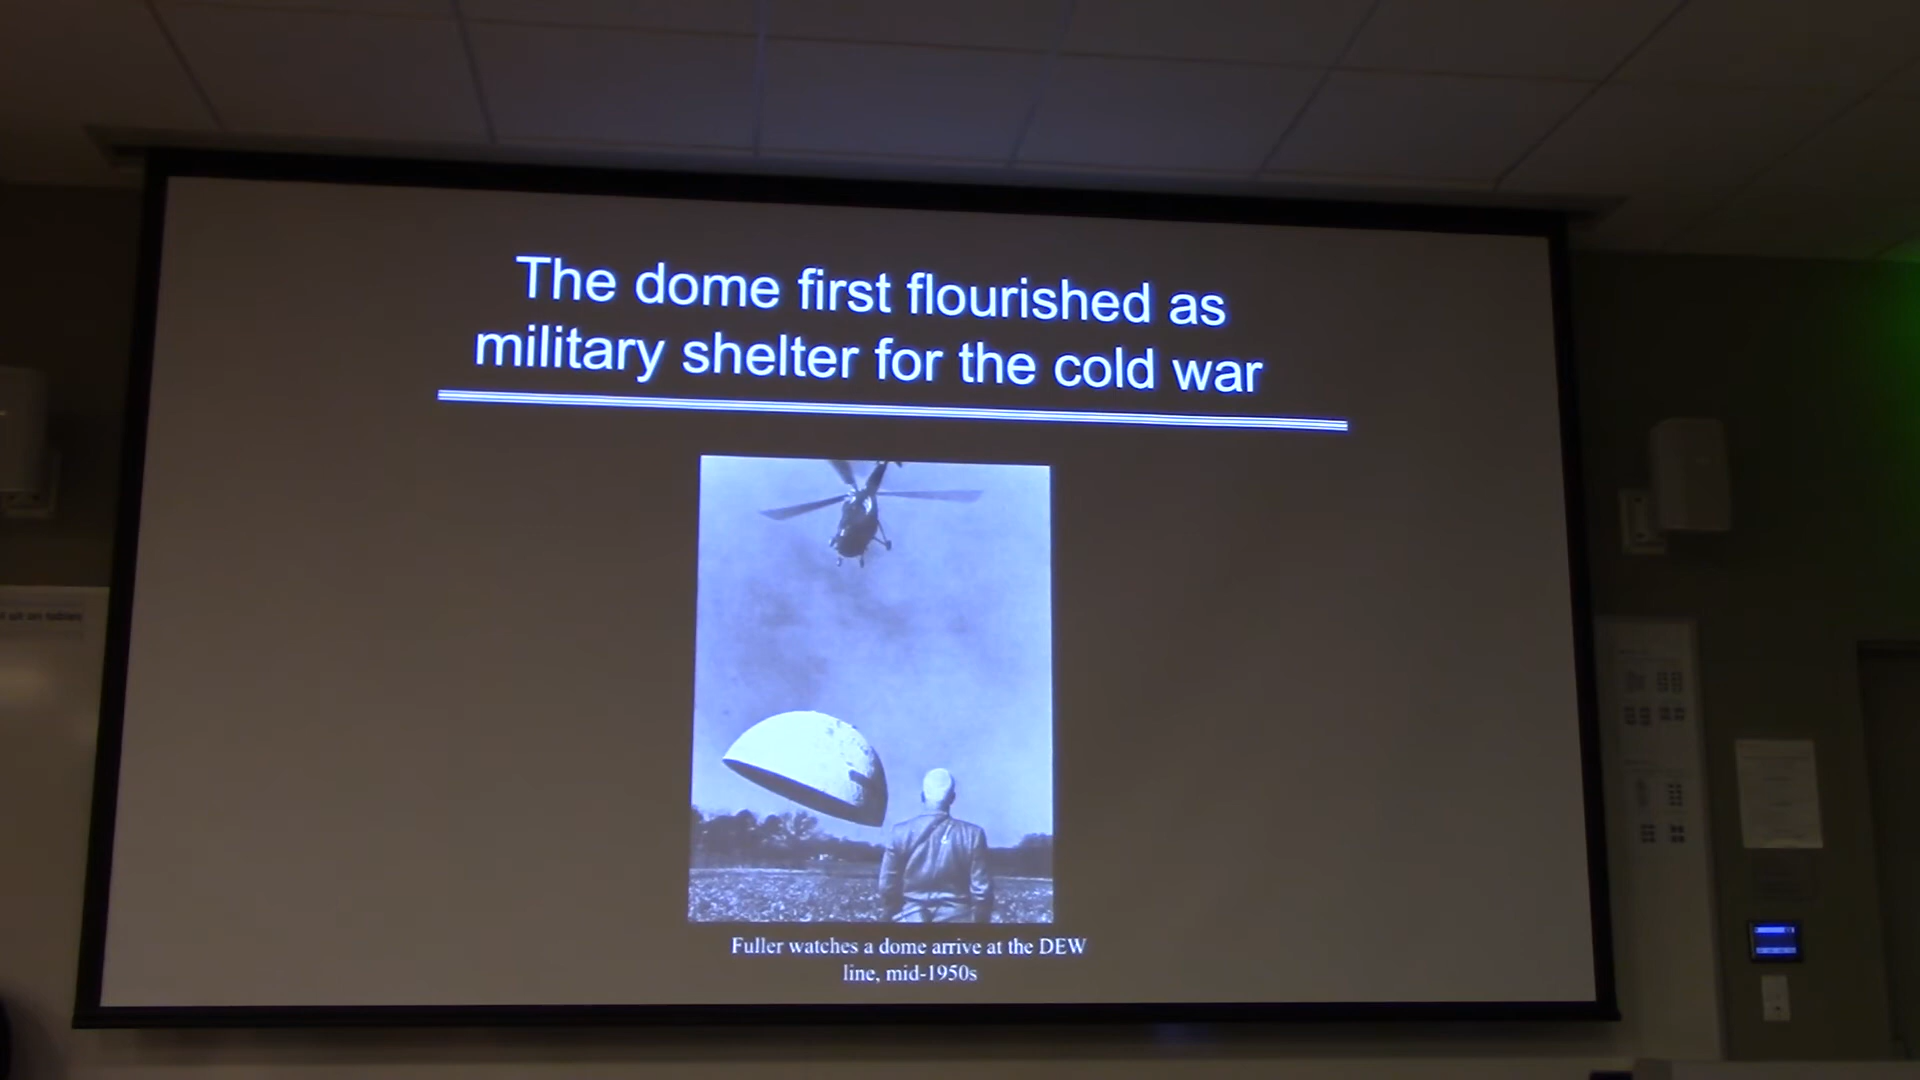 The dome first flourished as
military shelter for the cold war
Fuller watches a dome arrive at the DEW
line, mid-1950s